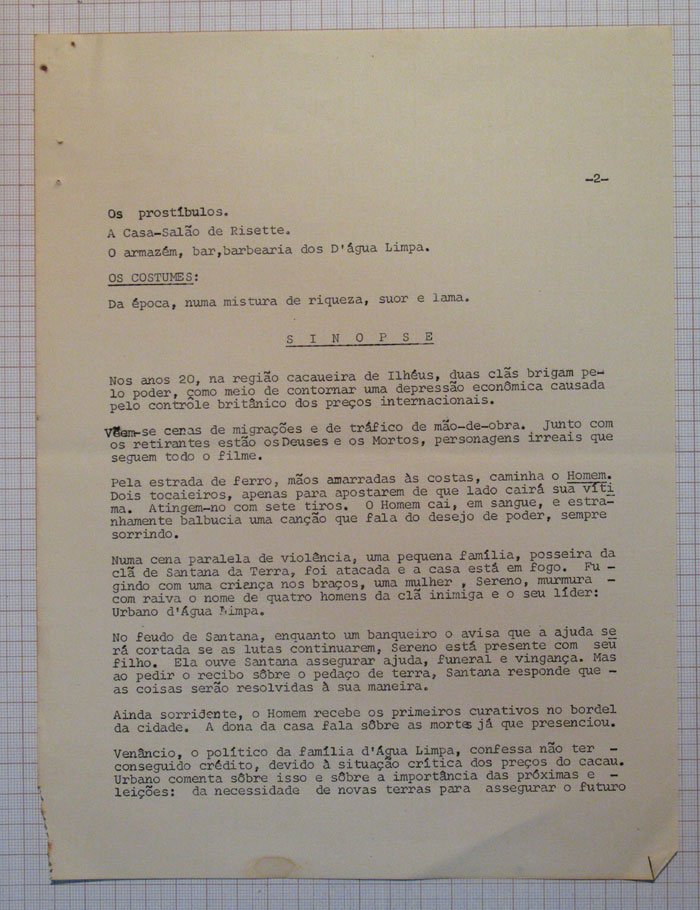 -2-
Os prostíbulos.
A Casa-Salão de Risette.
O armazém, bar,barbearia dos D'água Limpa.
OS COSTUMES:
Da época, numa mistura de riqueza, suor e lama.
S I N O P S E
Nos anos 20, na região cacaueira de Ilhéus, duas clãs brigam pe-
lo poder, como meio de contornar uma depressão econômica causada
pelo contrôle britânico dos preços internacionais.
Vêem-se cenas de migrações e de tráfico de mão-de-obra. Junto com
os retirantes estão os Deuses e os Mortos, personagens irreais que
seguem todo o filme.
Pela estrada de ferro, mãos amarradas às costas, caminha o Homem.
Dois tocaieiros, apenas para apostarem de que lado cairá sua víti
ma. Atingem-no com sete tiros. O Homem cai, em sangue, e estra-
nhamente balbucia uma canção que fala do desejo de poder, sempre
sorrindo.
Numa cena paralela de violência, uma pequena família, posseira da
clã de Santana da Terra, foi atacada e a casa está em fogo. Fu -
gindo com uma criança nos braços, uma mulher , Sereno, murmura -
com raiva o nome de quatro homens da clã inimiga e o seu líder:
Urbano d'Água Limpa.
No feudo de Santana, enquanto um banqueiro o avisa que a ajuda se
rá cortada se as lutas continuarem, Sereno está presente com seu
filho. Ela ouve Santana assegurar ajuda, funeral e vingança. Mas
ao pedir o recibo sôbre o pedaço de terra, Santana responde que -
as coisas serão resolvidas à sua maneira.
Ainda sorridente, o Homem recebe os primeiros curativos no bordel
da cidade. A dona da casa fala sôbre as mortes já que presenciou.
Venâncio, o político da família d'Água Limpa, confessa não ter -
conseguido crédito, devido à situação crítica dos preços do cacau.
Urbano comenta sôbre isso e sôbre a importância das próximas e -
leições: da necessidade de novas terras para assegurar o futuro